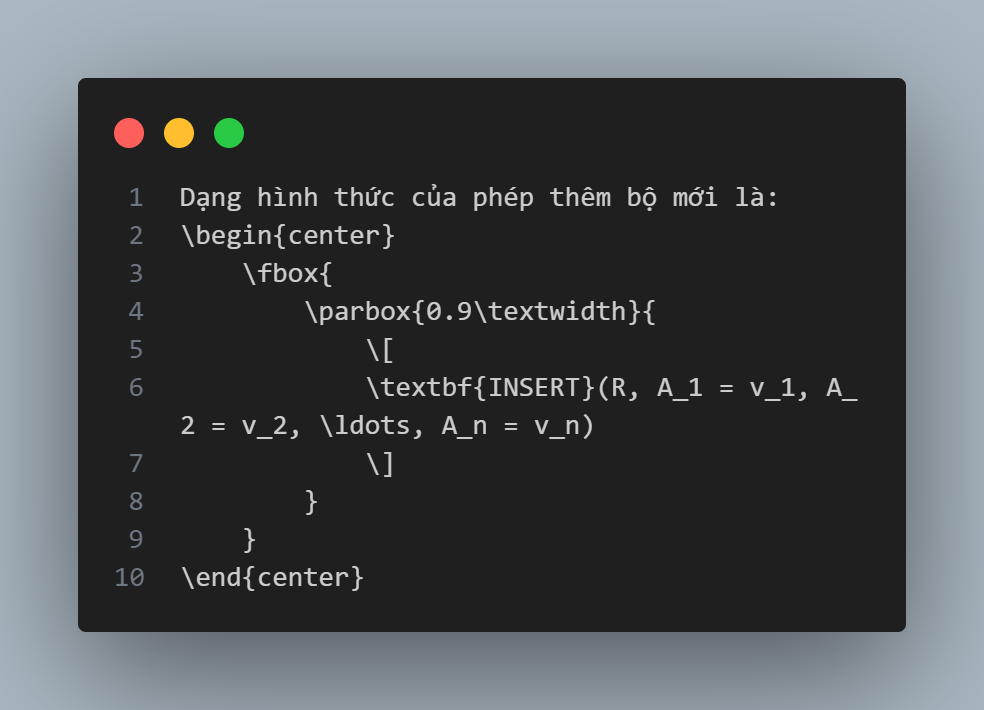 1 Dạng hình thức của phép thêm bộ mới là:
2 \begin{center}
3     \fbox{
4         \parbox{0.9\textwidth}{
5             \[
6             \textbf{INSERT}(R, A_1 = v_1, A_
2 = v_2, \ldots, A_n = v_n)
7             \]
8         }
9     }
10 \end{center}